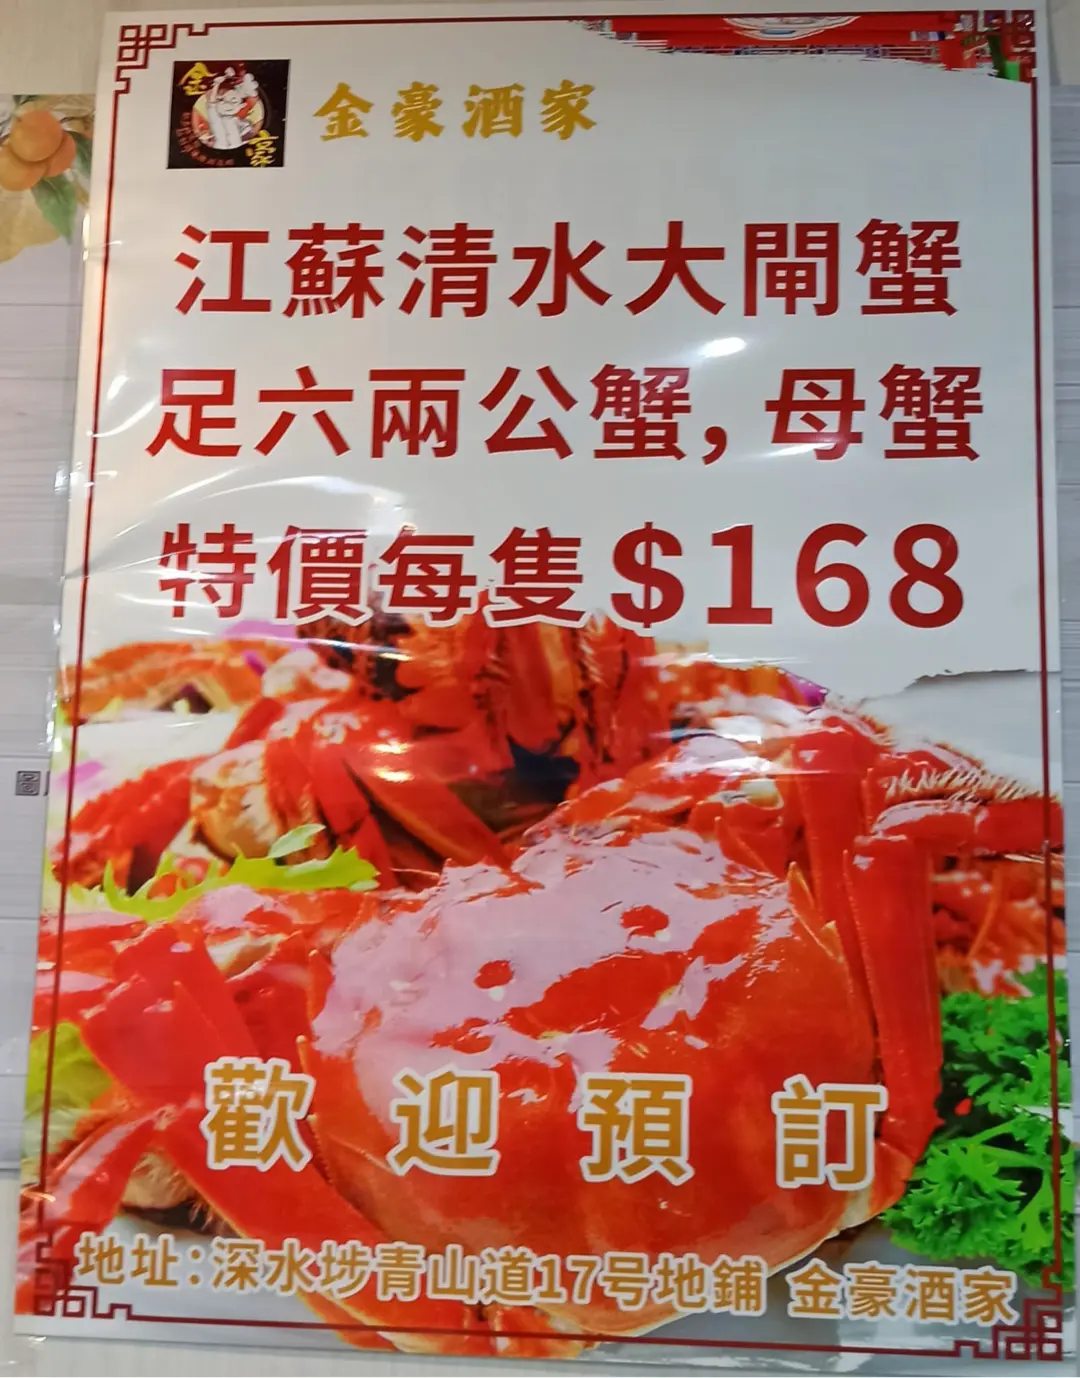 金豪
金豪酒家
江蘇清水大閘蟹
足六兩公蟹,母蟹
特價每隻$168
歡迎預訂
地址:深水埗青山道17号地鋪 金豪酒家